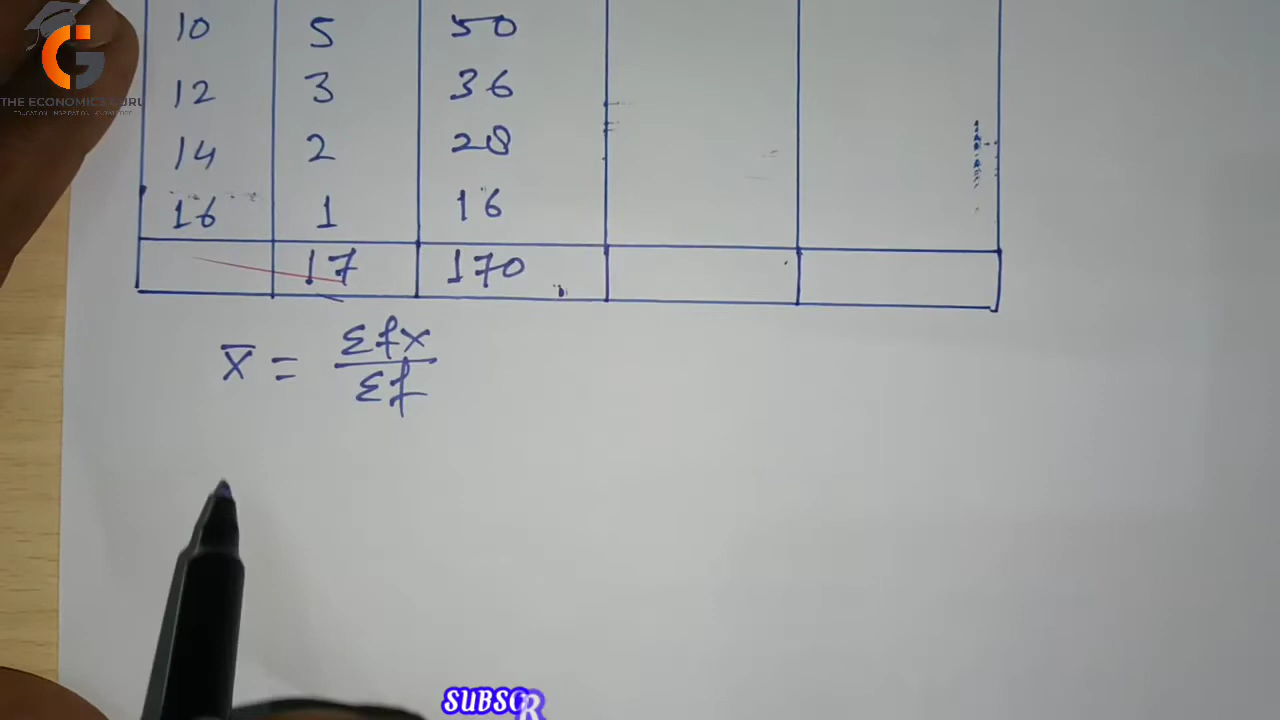 THE ECONOMICS GURU
10 5 50
12 3 36
14 2 28
16 1 16
17 170
x̄ = Σfx / Σf
SUBSCR